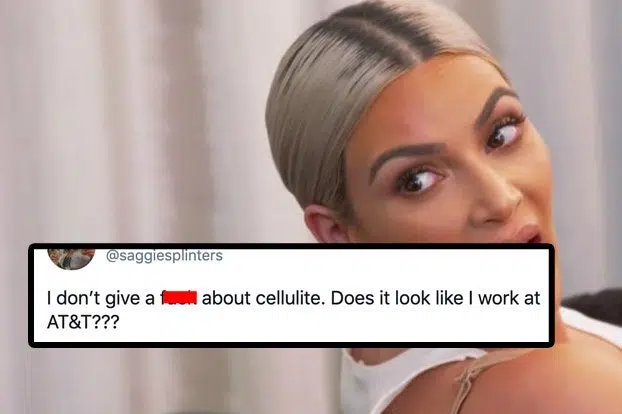 @saggiesplinters
I don't give a about cellulite. Does it look like I work at
AT&T???